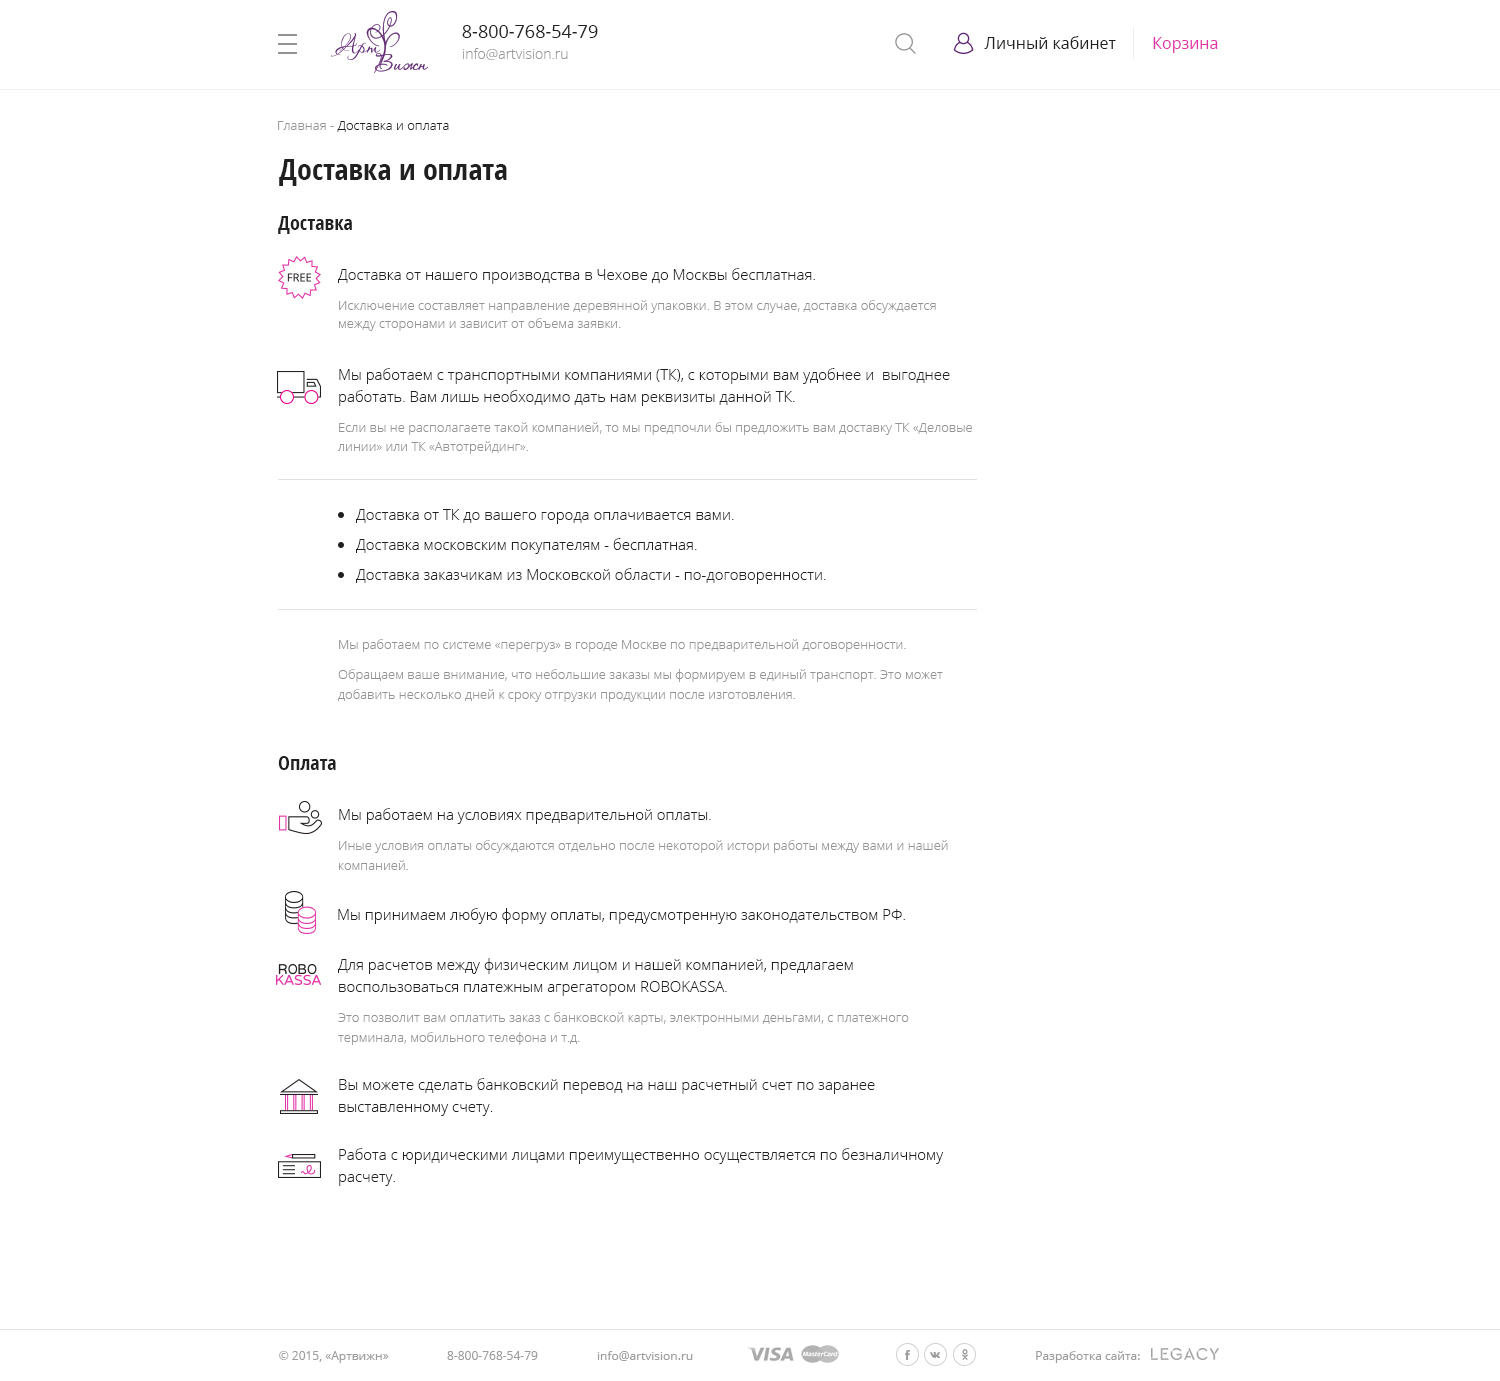 Арт
Вижн
8-800-768-54-79
info@artvision.ru
Личный кабинет
Корзина
Главная - Доставка и оплата
Доставка и оплата
Доставка
FREE
Доставка от нашего производства в Чехове до Москвы бесплатная.
Исключение составляет направление деревянной упаковки. В этом случае, доставка обсуждается
между сторонами и зависит от объема заявки.
Мы работаем с транспортными компаниями (ТК), с которыми вам удобнее и  выгоднее
работать. Вам лишь необходимо дать нам реквизиты данной ТК.
Если вы не располагаете такой компанией, то мы предпочли бы предложить вам доставку ТК «Деловые
линии» или ТК «Автотрейдинг».
• Доставка от ТК до вашего города оплачивается вами.
• Доставка московским покупателям - бесплатная.
• Доставка заказчикам из Московской области - по-договоренности.
Мы работаем по системе «перегруз» в городе Москве по предварительной договоренности.
Обращаем ваше внимание, что небольшие заказы мы формируем в единый транспорт. Это может
добавить несколько дней к сроку отгрузки продукции после изготовления.
Оплата
Мы работаем на условиях предварительной оплаты.
Иные условия оплаты обсуждаются отдельно после некоторой истори работы между вами и нашей
компанией.
Мы принимаем любую форму оплаты, предусмотренную законодательством РФ.
ROBO
KASSA
Для расчетов между физическим лицом и нашей компанией, предлагаем
воспользоваться платежным агрегатором ROBOKASSA.
Это позволит вам оплатить заказ с банковской карты, электронными деньгами, с платежного
терминала, мобильного телефона и т.д.
Вы можете сделать банковский перевод на наш расчетный счет по заранее
выставленному счету.
Работа с юридическими лицами преимущественно осуществляется по безналичному
расчету.
© 2015, «Артвижн»
8-800-768-54-79
info@artvision.ru
VISA
MasterCard
Разработка сайта: LEGACY